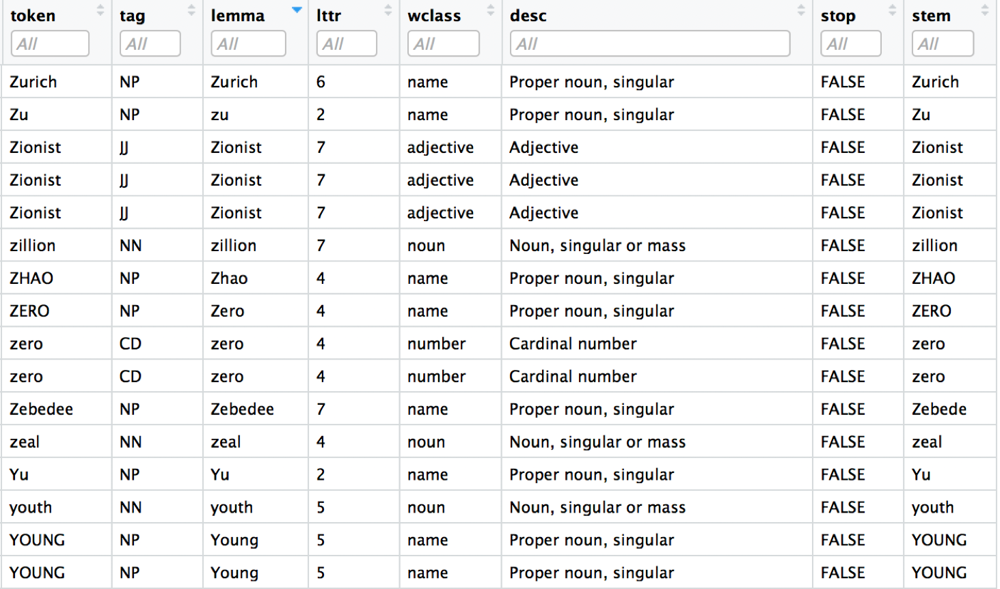 token tag lemma lttr wclass desc stop stem
All All All All All All All All
Zurich NP Zurich 6 name Proper noun, singular FALSE Zurich
Zu NP zu 2 name Proper noun, singular FALSE Zu
Zionist JJ Zionist 7 adjective Adjective FALSE Zionist
Zionist JJ Zionist 7 adjective Adjective FALSE Zionist
Zionist JJ Zionist 7 adjective Adjective FALSE Zionist
zillion NN zillion 7 noun Noun, singular or mass FALSE zillion
ZHAO NP Zhao 4 name Proper noun, singular FALSE ZHAO
ZERO NP Zero 4 name Proper noun, singular FALSE ZERO
zero CD zero 4 number Cardinal number FALSE zero
zero CD zero 4 number Cardinal number FALSE zero
Zebedee NP Zebedee 7 name Proper noun, singular FALSE Zebede
zeal NN zeal 4 noun Noun, singular or mass FALSE zeal
Yu NP Yu 2 name Proper noun, singular FALSE Yu
youth NN youth 5 noun Noun, singular or mass FALSE youth
YOUNG NP Young 5 name Proper noun, singular FALSE YOUNG
YOUNG NP Young 5 name Proper noun, singular FALSE YOUNG